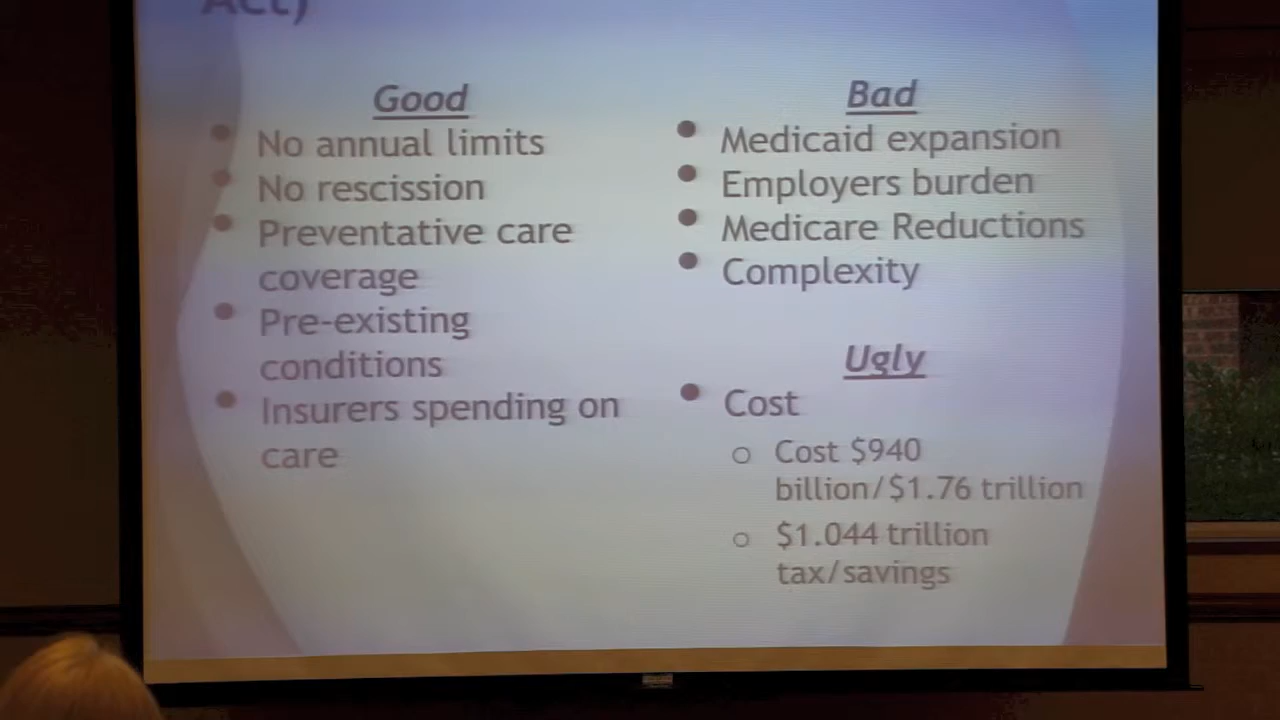 Act)
Good
No annual limits
No rescission
Preventative care
coverage
Pre-existing
conditions
Insurers spending on
care
Bad
Medicaid expansion
Employers burden
Medicare Reductions
Complexity
Ugly
Cost
Cost $940
billion/$1.76 trillion
$1.044 trillion
tax/savings